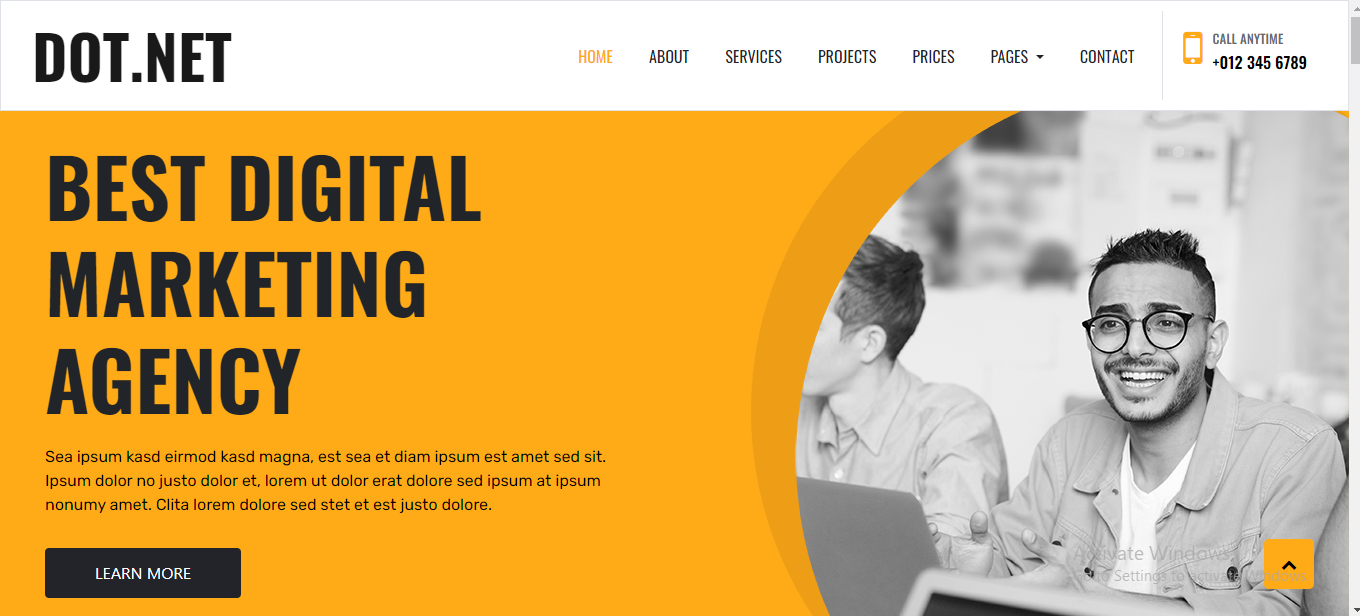 DOT.NET
HOME
ABOUT
SERVICES
PROJECTS
PRICES
PAGES
CONTACT
CALL ANYTIME
+012 345 6789
BEST DIGITAL
MARKETING
AGENCY
Sea ipsum kasd eirmod kasd magna, est sea et diam ipsum est amet sed sit.
Ipsum dolor no justo dolor et, lorem ut dolor erat dolore sed ipsum at ipsum
nonumy amet. Clita lorem dolore sed stet et est justo dolore.
LEARN MORE
Activate Windows
Go to Settings to activate Windows.